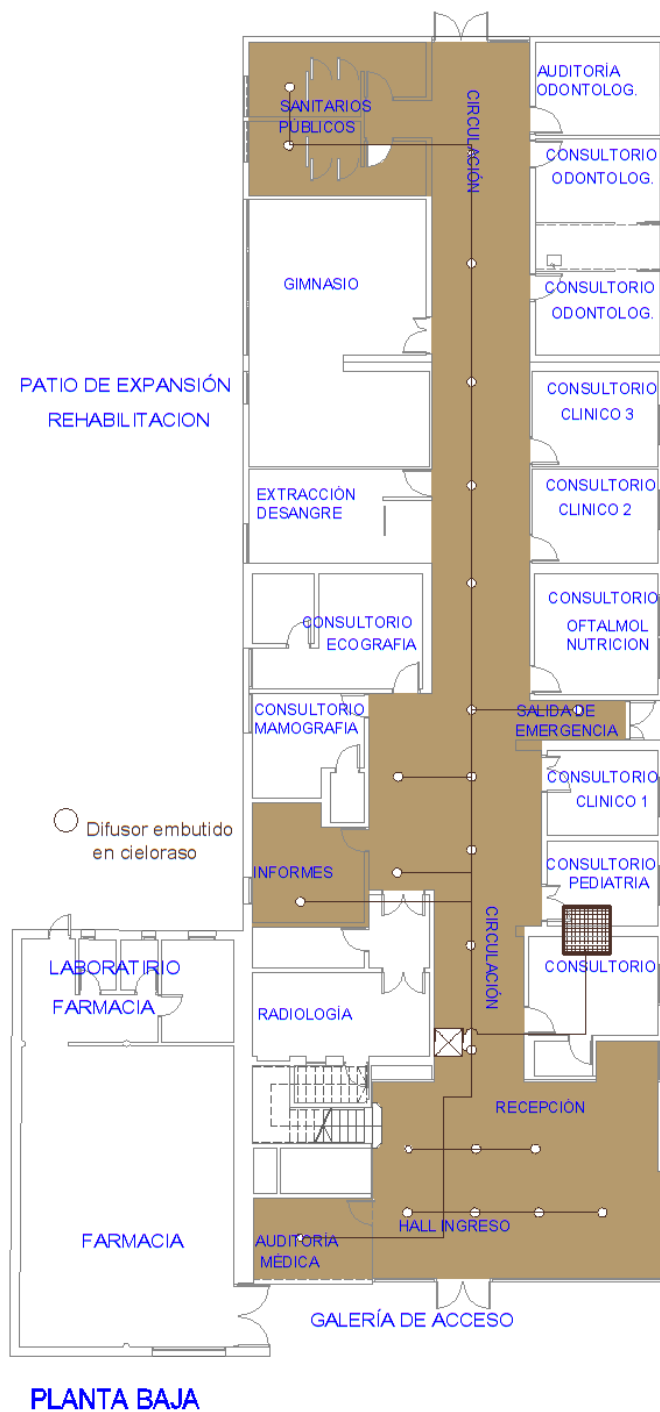 AUDITORÍA
ODONTOLOG.
CIRCULACIÓN
SANITARIOS
PÚBLICOS
CONSULTORIO
ODONTOLOG.
GIMNASIO
CONSULTORIO
ODONTOLOG.
PATIO DE EXPANSIÓN
REHABILITACION
CONSULTORIO
CLINICO 3
EXTRACCIÓN
DESANGRE
CONSULTORIO
CLINICO 2
CONSULTORIO
ECOGRAFIA
CONSULTORIO
OFTALMOL
NUTRICION
CONSULTORIO
MAMOGRAFIA
SALIDA DE
EMERGENCIA
CONSULTORIO
CLINICO 1
Difusor embutido
en cieloraso
INFORMES
CONSULTORIO
PEDIATRIA
CIRCULACIÓN
LABORATIRIO
FARMACIA
CONSULTORIO
RADIOLOGÍA
RECEPCIÓN
HALL INGRESO
FARMACIA
AUDITORÍA
MÉDICA
GALERÍA DE ACCESO
PLANTA BAJA